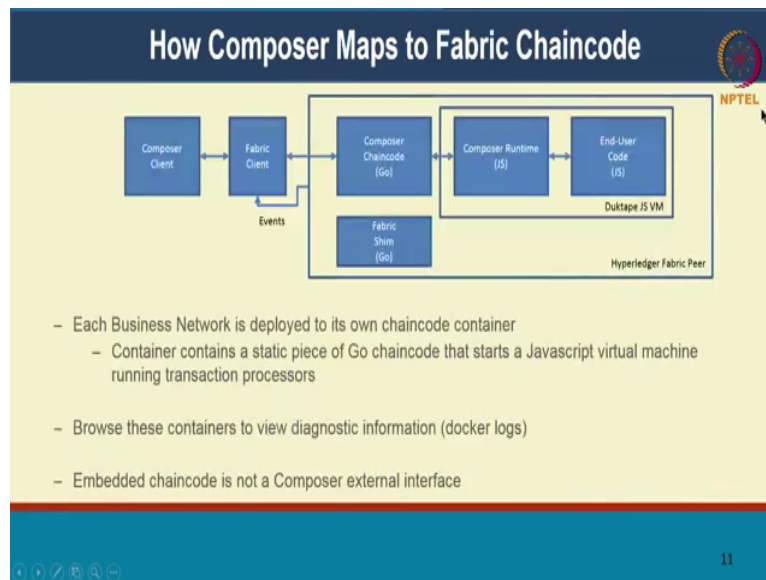 How Composer Maps to Fabric Chaincode
NPTEL
Composer
Client
Fabric
Client
Events
Composer
Chaincode
(Go)
Fabric
Shim
(Go)
Composer Runtime
(JS)
End-User
Code
(JS)
Duktape JS VM
Hyperledger Fabric Peer
– Each Business Network is deployed to its own chaincode container
– Container contains a static piece of Go chaincode that starts a Javascript virtual machine
running transaction processors
– Browse these containers to view diagnostic information (docker logs)
– Embedded chaincode is not a Composer external interface
11